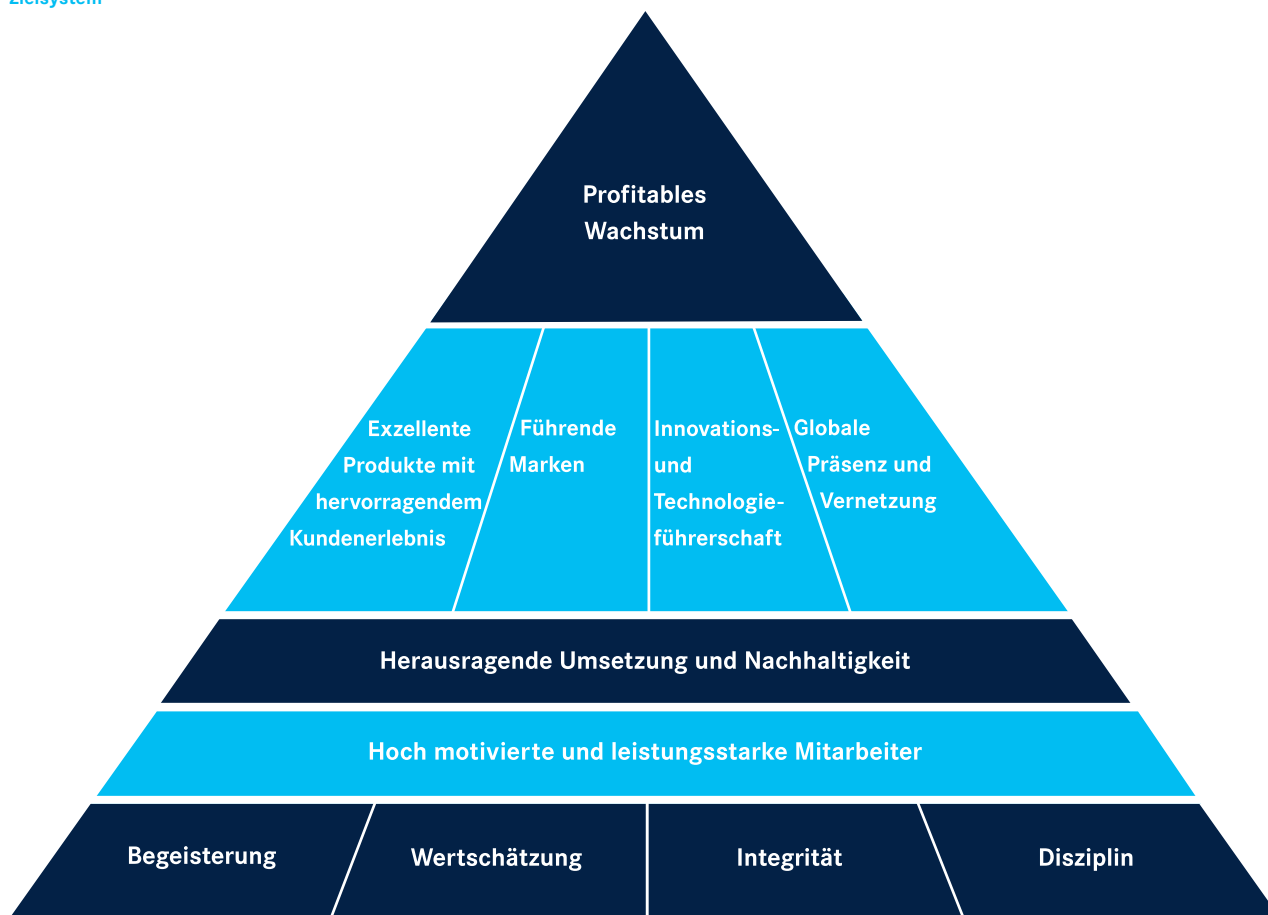 Zielsystem
Profitables
Wachstum
Exzellente
Produkte mit
hervorragendem
Kundenerlebnis
Führende
Marken
Innovations-
und
Technologie-
führerschaft
Globale
Präsenz und
Vernetzung
Herausragende Umsetzung und Nachhaltigkeit
Hoch motivierte und leistungsstarke Mitarbeiter
Begeisterung
Wertschätzung
Integrität
Disziplin